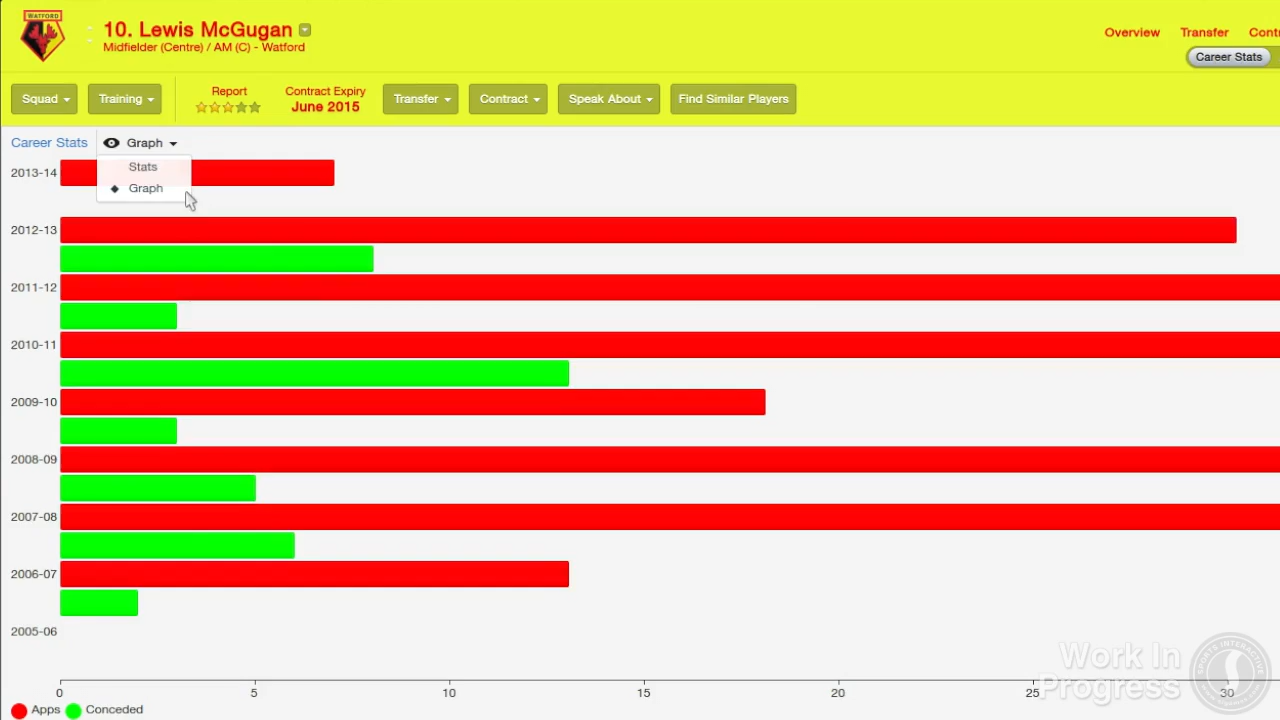 WATFORD
10. Lewis McGugan
Midfielder (Centre) / AM (C) - Watford
Overview Transfer Cont
Career Stats
Squad Training Report Contract Expiry June 2015 Transfer Contract Speak About Find Similar Players
Career Stats Graph
Stats
Graph
2013-14
2012-13
2011-12
2010-11
2009-10
2008-09
2007-08
2006-07
2005-06
0 5 10 15 20 25 30
Apps Conceded
Work In
Progress
SPORTS INTERACTIVE